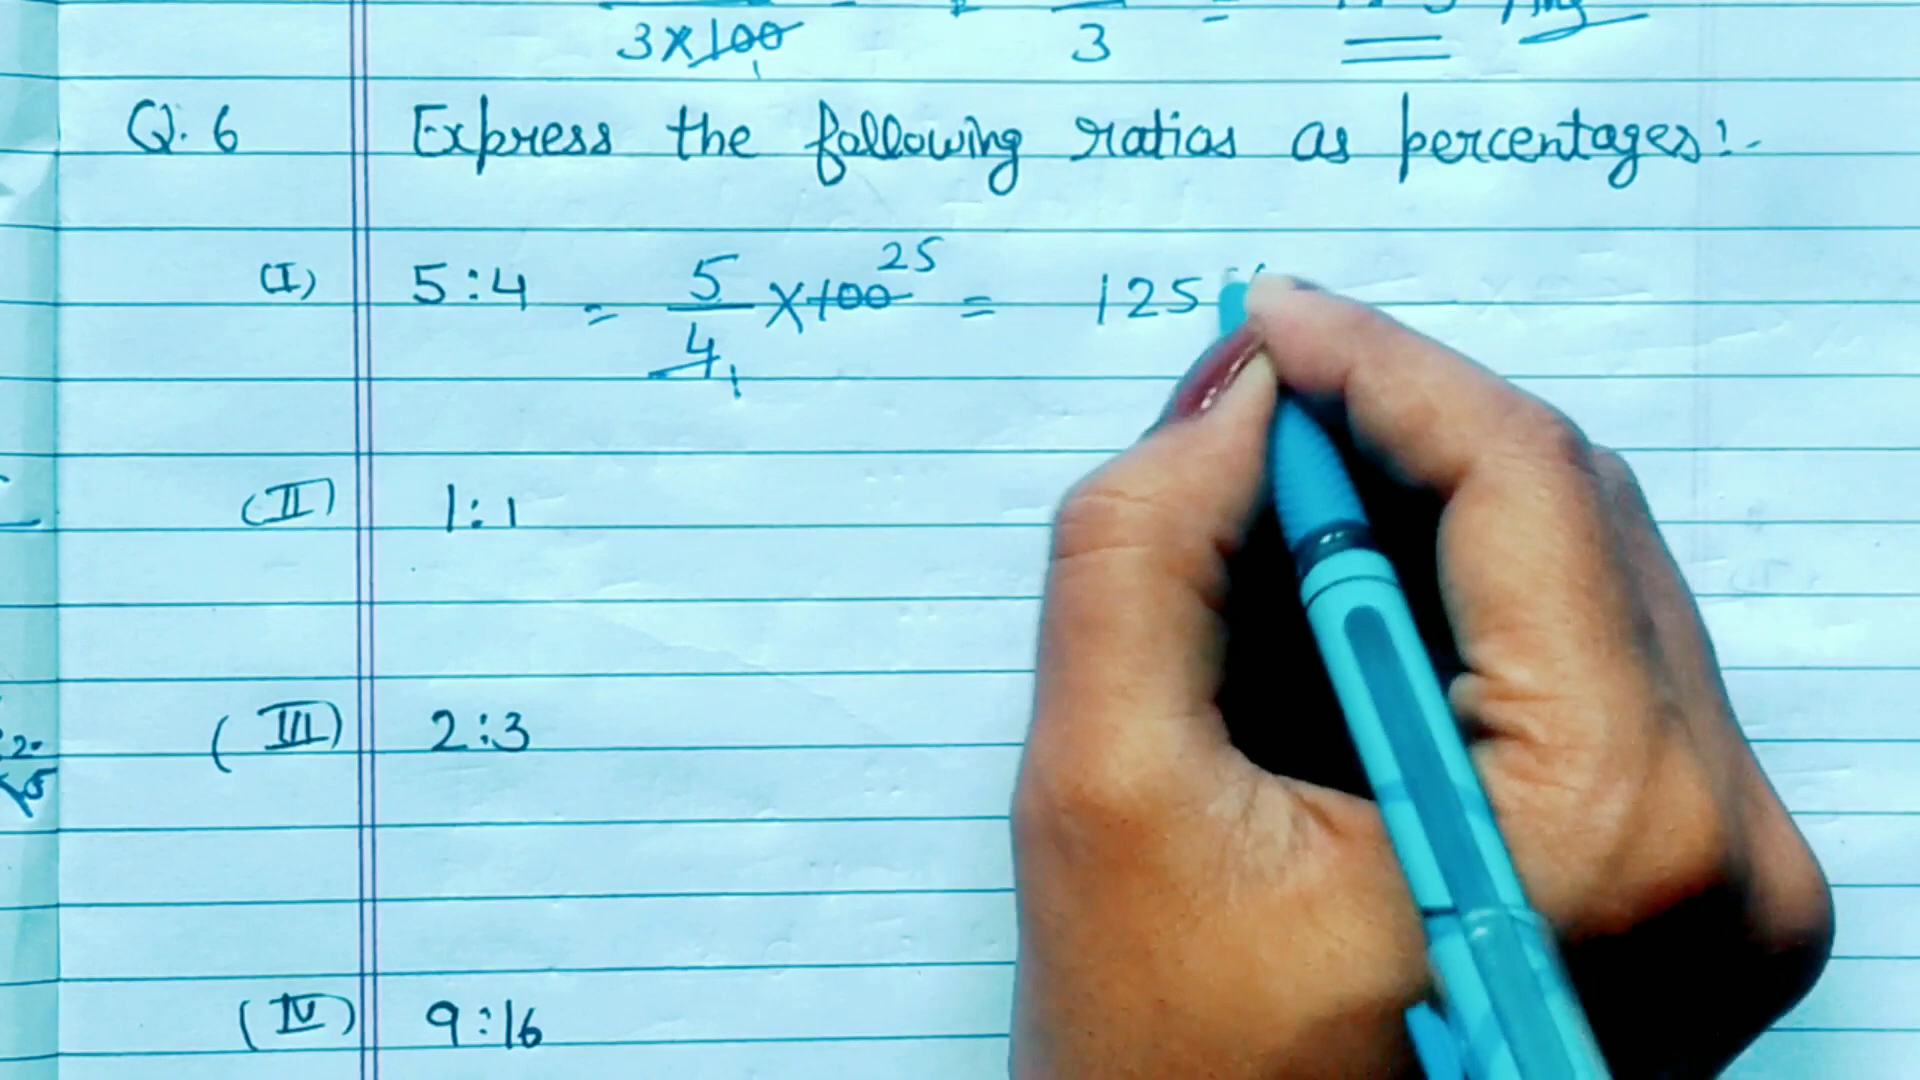 3×100 3
Q. 6 Express the following ratios as percentages:-
(I) 5:4 = 5/4 × 100 = 125
25
1
(II) 1:1
(III) 2:3
(IV) 9:16